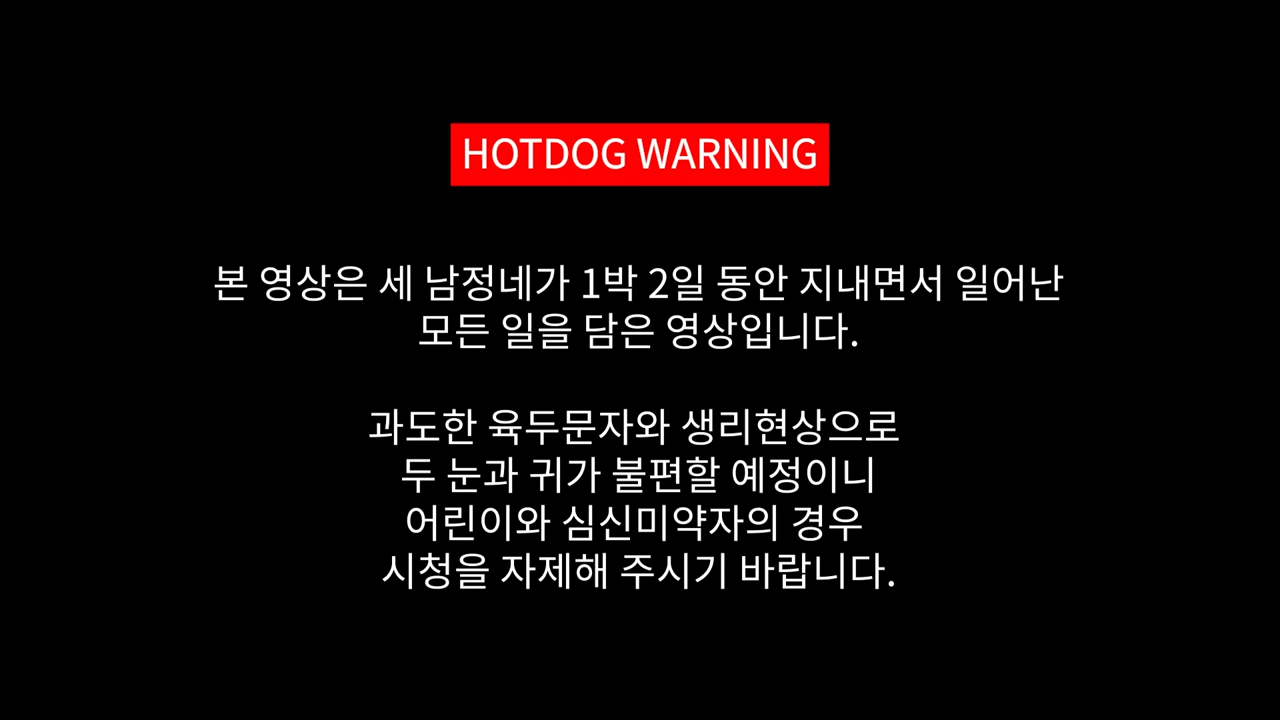 HOTDOG WARNING
본 영상은 세 남정네가 1박 2일 동안 지내면서 일어난
모든 일을 담은 영상입니다.
과도한 육두문자와 생리현상으로
두 눈과 귀가 불편할 예정이니
어린이와 심신미약자의 경우
시청을 자제해 주시기 바랍니다.